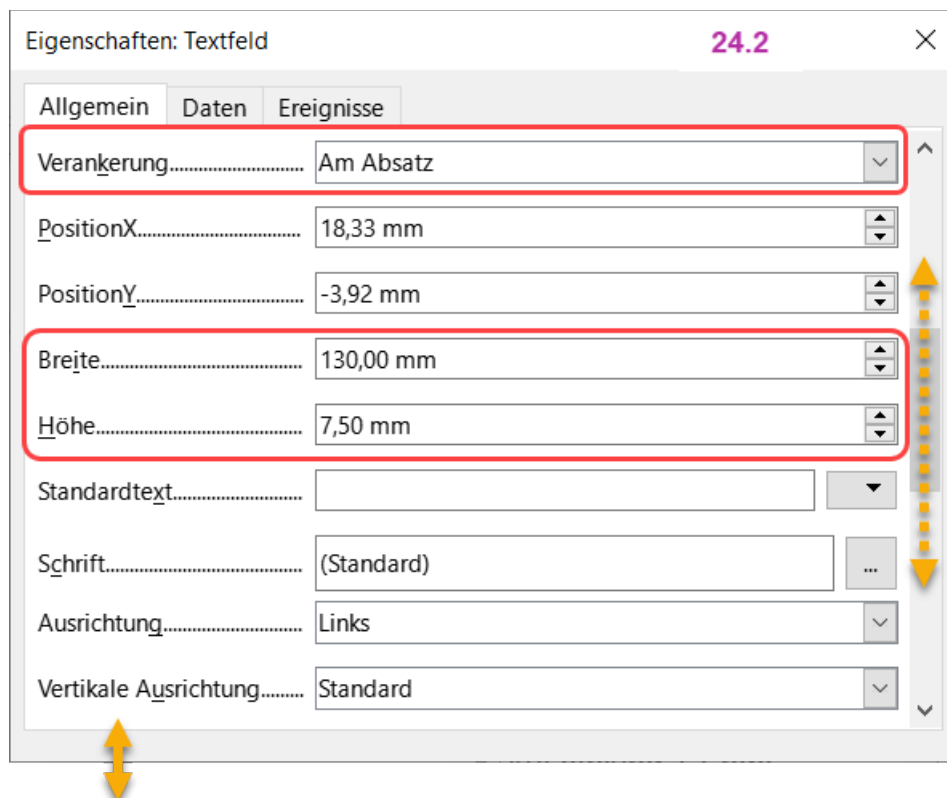 Eigenschaften: Textfeld 24.2
Allgemein Daten Ereignisse
Verankerung............................ Am Absatz
PositionX.................................. 18,33 mm
PositionY.................................. -3,92 mm
Breite.......................................... 130,00 mm
Höhe........................................... 7,50 mm
Standardtext...........................
Schrift......................................... (Standard) ...
Ausrichtung............................. Links
Vertikale Ausrichtung......... Standard